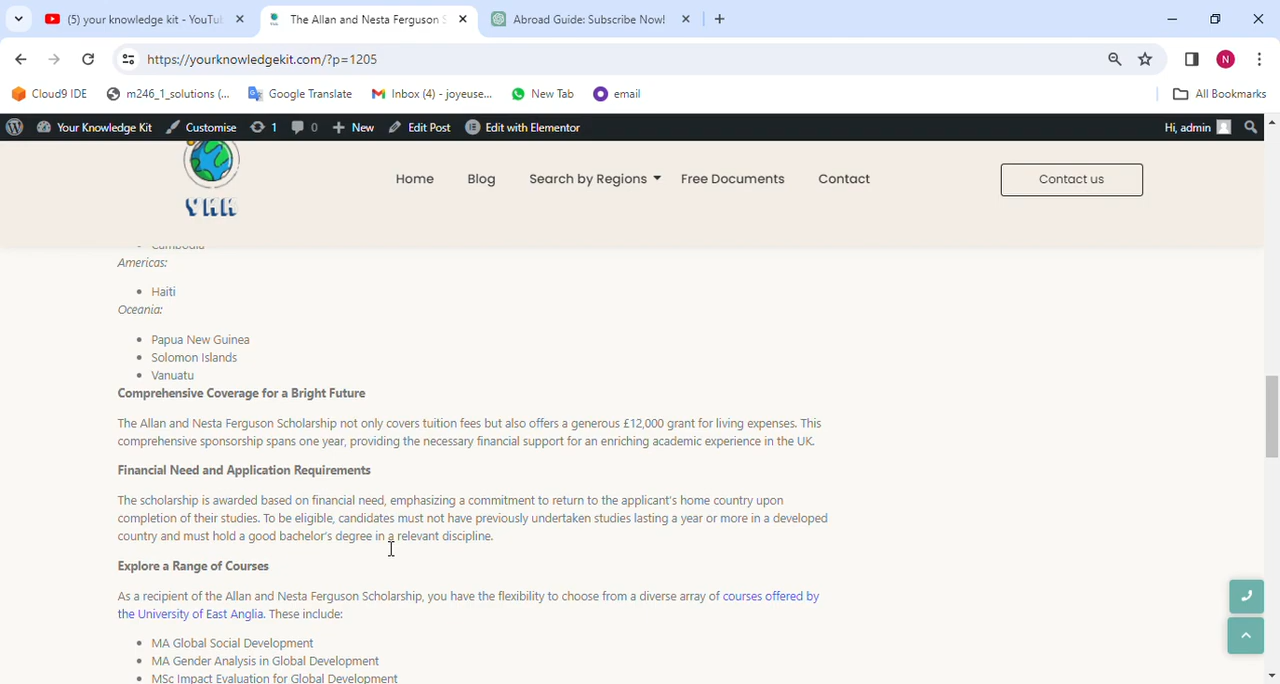 (5) your knowledge kit - YouTu
The Allan and Nesta Ferguson S
Abroad Guide: Subscribe Now!
https://yourknowledgekit.com/?p=1205
N
Cloud9 IDE
m246_1_solutions (...
Google Translate
Inbox (4) - joyeuse...
New Tab
email
All Bookmarks
Your Knowledge Kit
Customise
1
0
New
Edit Post
Edit with Elementor
Hi, admin
YKK
Home
Blog
Search by Regions
Free Documents
Contact
Contact us
Cambodia
Americas:
Haiti
Oceania:
Papua New Guinea
Solomon Islands
Vanuatu
Comprehensive Coverage for a Bright Future
The Allan and Nesta Ferguson Scholarship not only covers tuition fees but also offers a generous £12,000 grant for living expenses. This
comprehensive sponsorship spans one year, providing the necessary financial support for an enriching academic experience in the UK.
Financial Need and Application Requirements
The scholarship is awarded based on financial need, emphasizing a commitment to return to the applicant's home country upon
completion of their studies. To be eligible, candidates must not have previously undertaken studies lasting a year or more in a developed
country and must hold a good bachelor's degree in a relevant discipline.
Explore a Range of Courses
As a recipient of the Allan and Nesta Ferguson Scholarship, you have the flexibility to choose from a diverse array of courses offered by
the University of East Anglia. These include:
MA Global Social Development
MA Gender Analysis in Global Development
MSc Impact Evaluation for Global Development